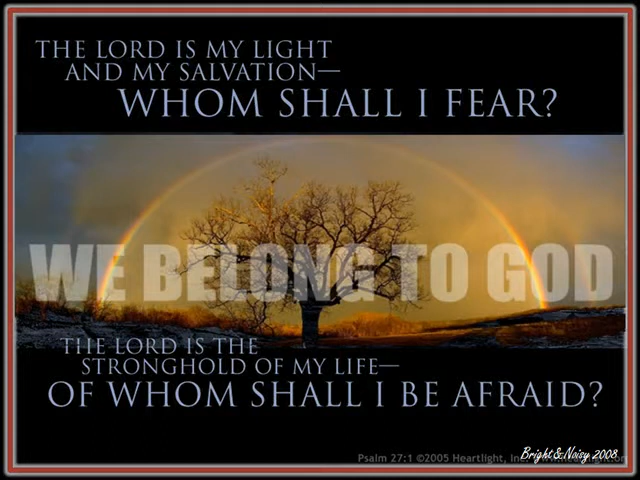 THE LORD IS MY LIGHT
AND MY SALVATION—
WHOM SHALL I FEAR?
WE BELONG TO GOD
THE LORD IS THE
STRONGHOLD OF MY LIFE—
OF WHOM SHALL I BE AFRAID?
Psalm 27:1 ©2005 Heartlight, Inc.
Bright&Noisy 2008